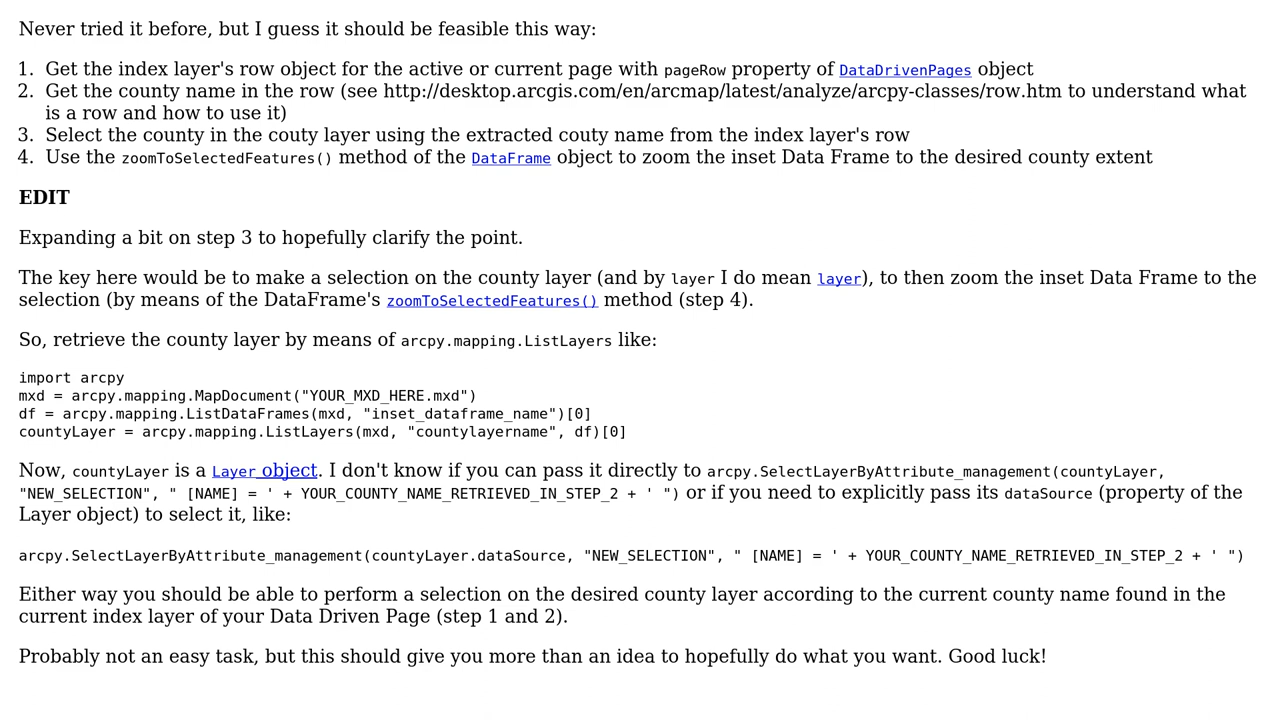 Never tried it before, but I guess it should be feasible this way:
1. Get the index layer's row object for the active or current page with pageRow property of DataDrivenPages object
2. Get the county name in the row (see http://desktop.arcgis.com/en/arcmap/latest/analyze/arcpy-classes/row.htm to understand what
is a row and how to use it)
3. Select the county in the couty layer using the extracted couty name from the index layer's row
4. Use the zoomToSelectedFeatures() method of the DataFrame object to zoom the inset Data Frame to the desired county extent
EDIT
Expanding a bit on step 3 to hopefully clarify the point.
The key here would be to make a selection on the county layer (and by layer I do mean layer), to then zoom the inset Data Frame to the
selection (by means of the DataFrame's zoomToSelectedFeatures() method (step 4).
So, retrieve the county layer by means of arcpy.mapping.ListLayers like:
import arcpy
mxd = arcpy.mapping.MapDocument("YOUR_MXD_HERE.mxd")
df = arcpy.mapping.ListDataFrames(mxd, "inset_dataframe_name")[0]
countyLayer = arcpy.mapping.ListLayers(mxd, "countylayername", df)[0]
Now, countyLayer is a Layer object. I don't know if you can pass it directly to arcpy.SelectLayerByAttribute_management(countyLayer,
"NEW_SELECTION", " [NAME] = ' + YOUR_COUNTY_NAME_RETRIEVED_IN_STEP_2 + ' ") or if you need to explicitly pass its dataSource (property of the
Layer object) to select it, like:
arcpy.SelectLayerByAttribute_management(countyLayer.dataSource, "NEW_SELECTION", " [NAME] = ' + YOUR_COUNTY_NAME_RETRIEVED_IN_STEP_2 + ' ")
Either way you should be able to perform a selection on the desired county layer according to the current county name found in the
current index layer of your Data Driven Page (step 1 and 2).
Probably not an easy task, but this should give you more than an idea to hopefully do what you want. Good luck!